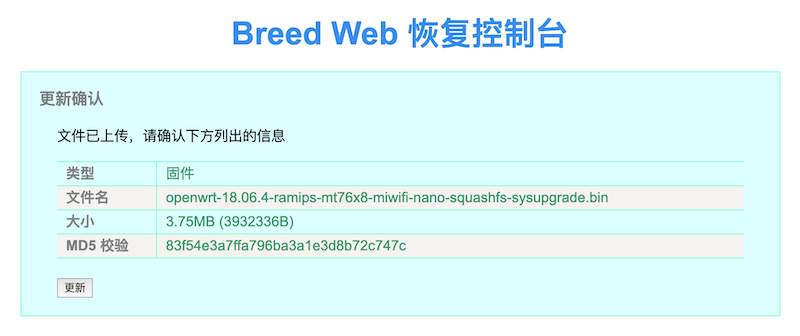 Breed Web 恢复控制台
更新确认
文件已上传，请确认下方列出的信息
类型 固件
文件名 openwrt-18.06.4-ramips-mt76x8-miwifi-nano-squashfs-sysupgrade.bin
大小 3.75MB (3932336B)
MD5 校验 83f54e3a7ffa796ba3a1e3d8b72c747c
更新